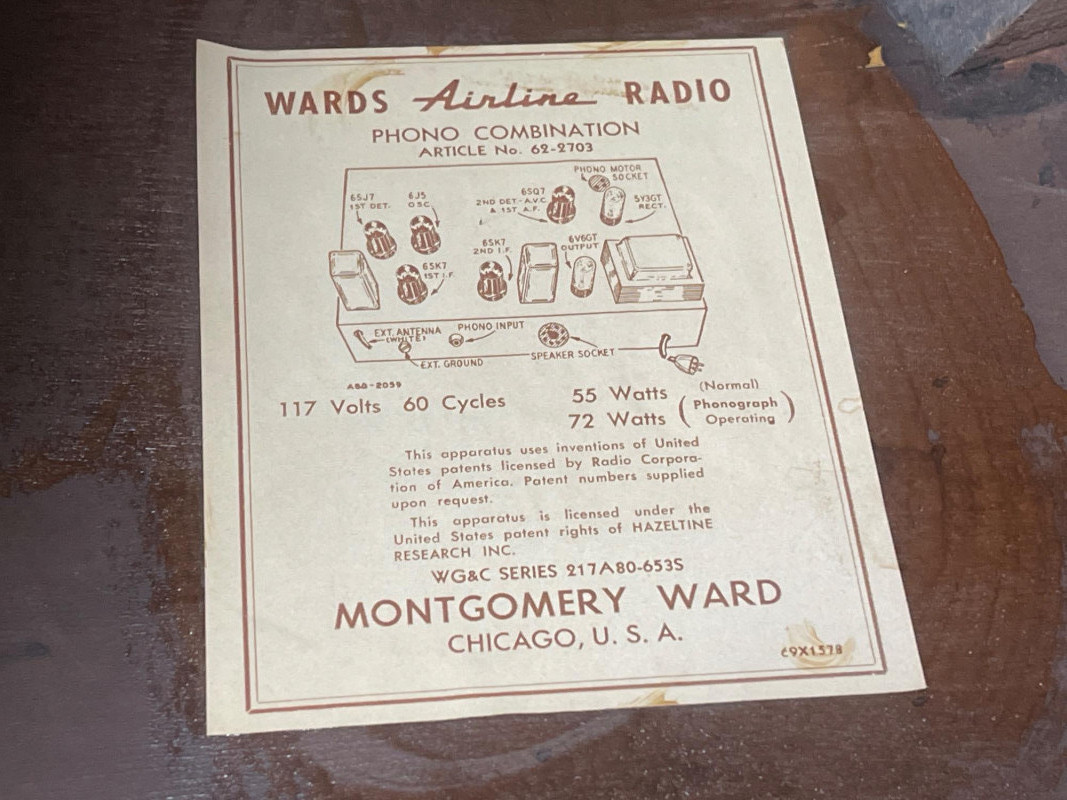 WARDS Airline RADIO
PHONO COMBINATION
ARTICLE No. 62-2703
PHONO MOTOR
SOCKET
6SJ7
1ST DET.
6J5
OSC.
6SQ7
2ND DET.-A.V.C.
& 1ST A.F.
5Y3GT
RECT.
6SK7
2ND I.F.
6V6GT
OUTPUT
6SK7
1ST I.F.
EXT. ANTENNA
(WHITE)
PHONO INPUT
EXT. GROUND
SPEAKER SOCKET
A80-2059
117 Volts 60 Cycles
55 Watts (Normal)
72 Watts (Phonograph
Operating)
This apparatus uses inventions of United
States patents licensed by Radio Corpora-
tion of America. Patent numbers supplied
upon request.
This apparatus is licensed under the
United States patent rights of HAZELTINE
RESEARCH INC.
WG&C SERIES 217A80-653S
MONTGOMERY WARD
CHICAGO, U. S. A.
69X1578